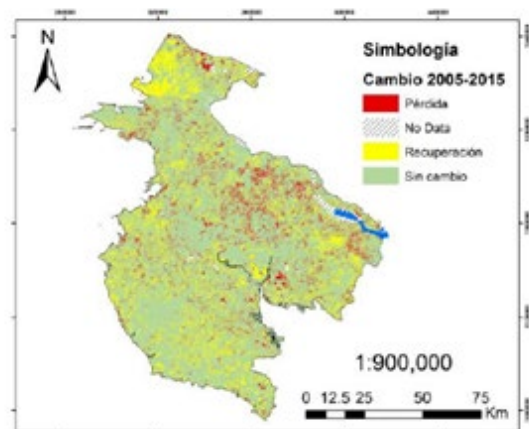 N
Simbología
Cambio 2005-2015
Pérdida
No Data
Recuperación
Sin cambio
1:900,000
0 12.5 25 50 75
Km